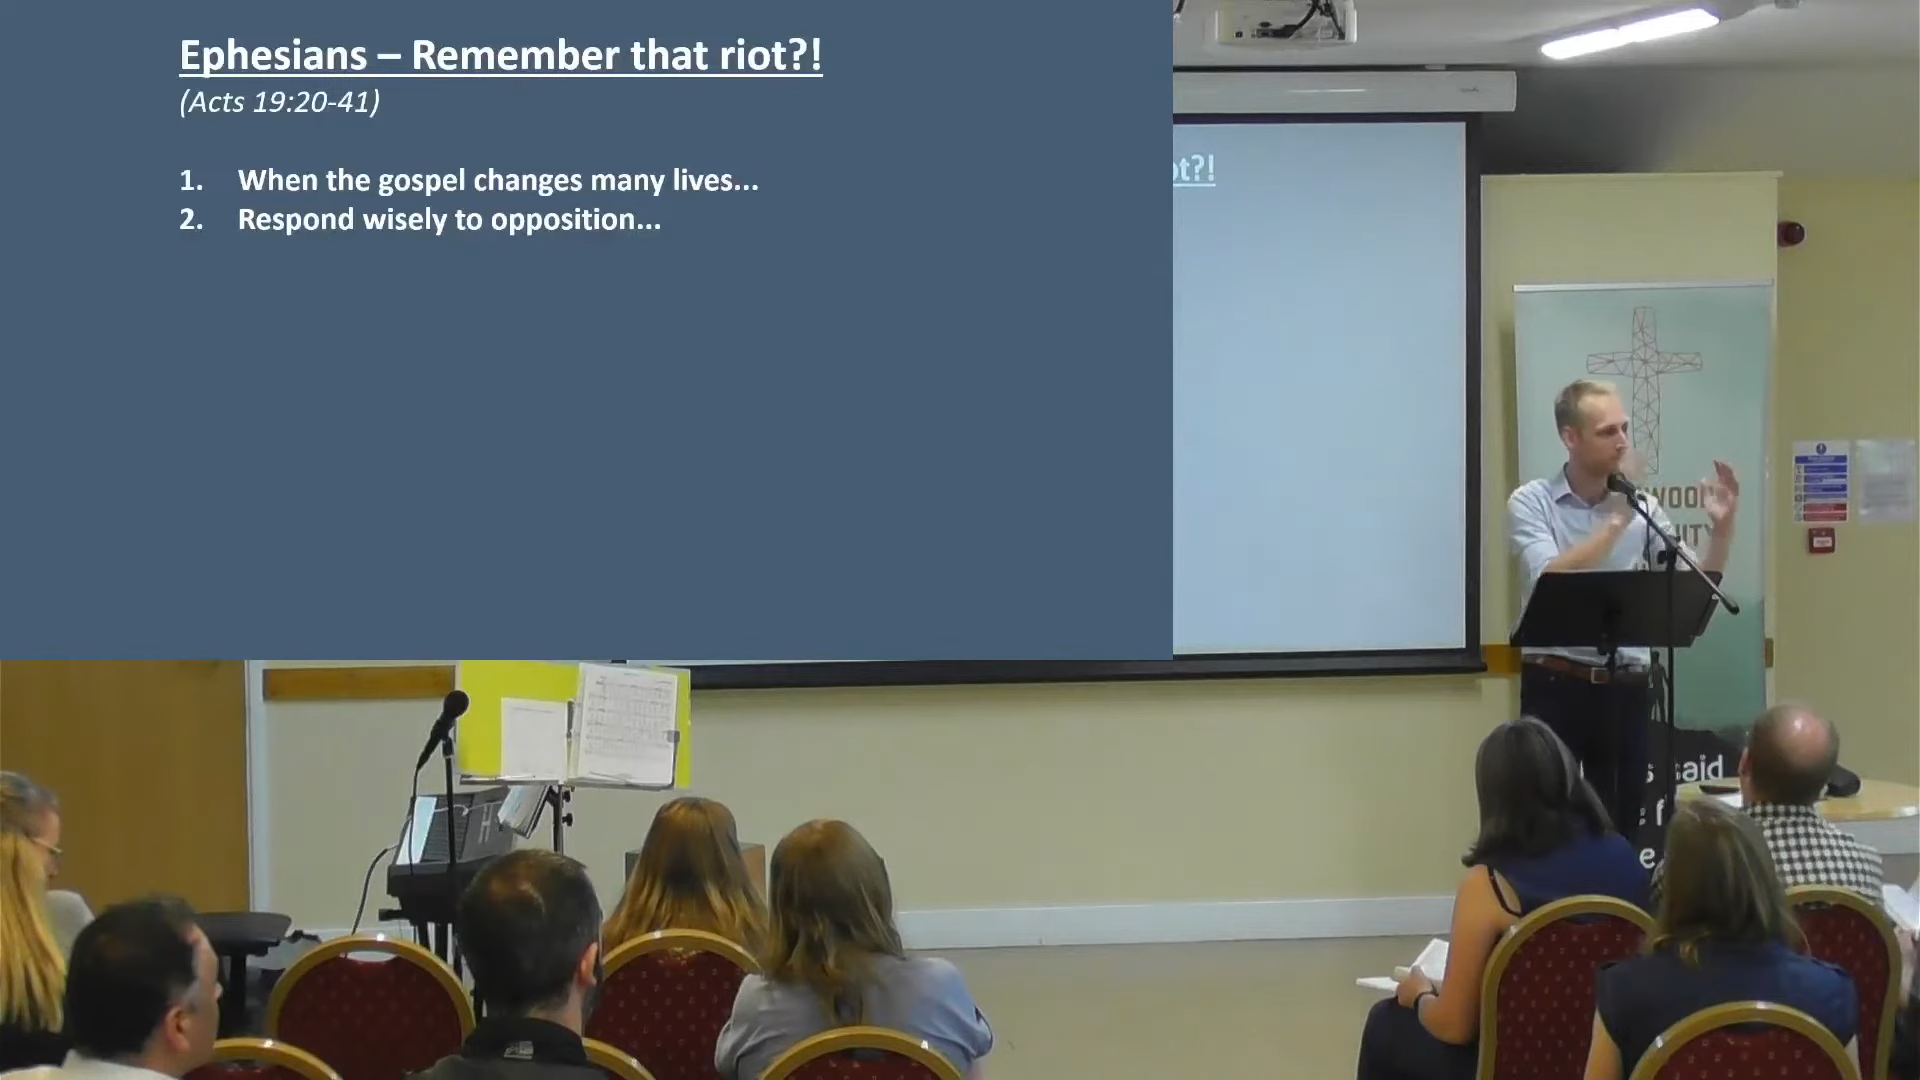 Ephesians – Remember that riot?!
(Acts 19:20-41)
1. When the gospel changes many lives...
2. Respond wisely to opposition...
ot?!
WOOD
said